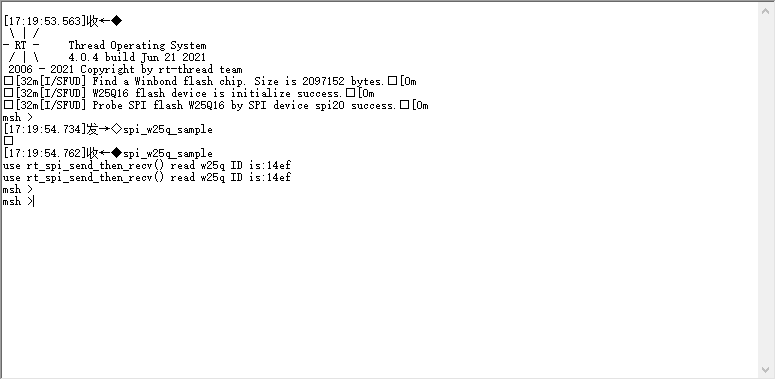 [17:19:53.563]收←◆
 \ | /
- RT -     Thread Operating System
 / | \     4.0.4 build Jun 21 2021
 2006 - 2021 Copyright by rt-thread team
□[32m[I/SFUD] Find a Winbond flash chip. Size is 2097152 bytes.□[0m
□[32m[I/SFUD] W25Q16 flash device is initialize success.□[0m
□[32m[I/SFUD] Probe SPI flash W25Q16 by SPI device spi20 success.□[0m
msh >
[17:19:54.734]发→◇spi_w25q_sample
□
[17:19:54.762]收←◆spi_w25q_sample
use rt_spi_send_then_recv() read w25q ID is:14ef
use rt_spi_send_then_recv() read w25q ID is:14ef
msh >
msh >